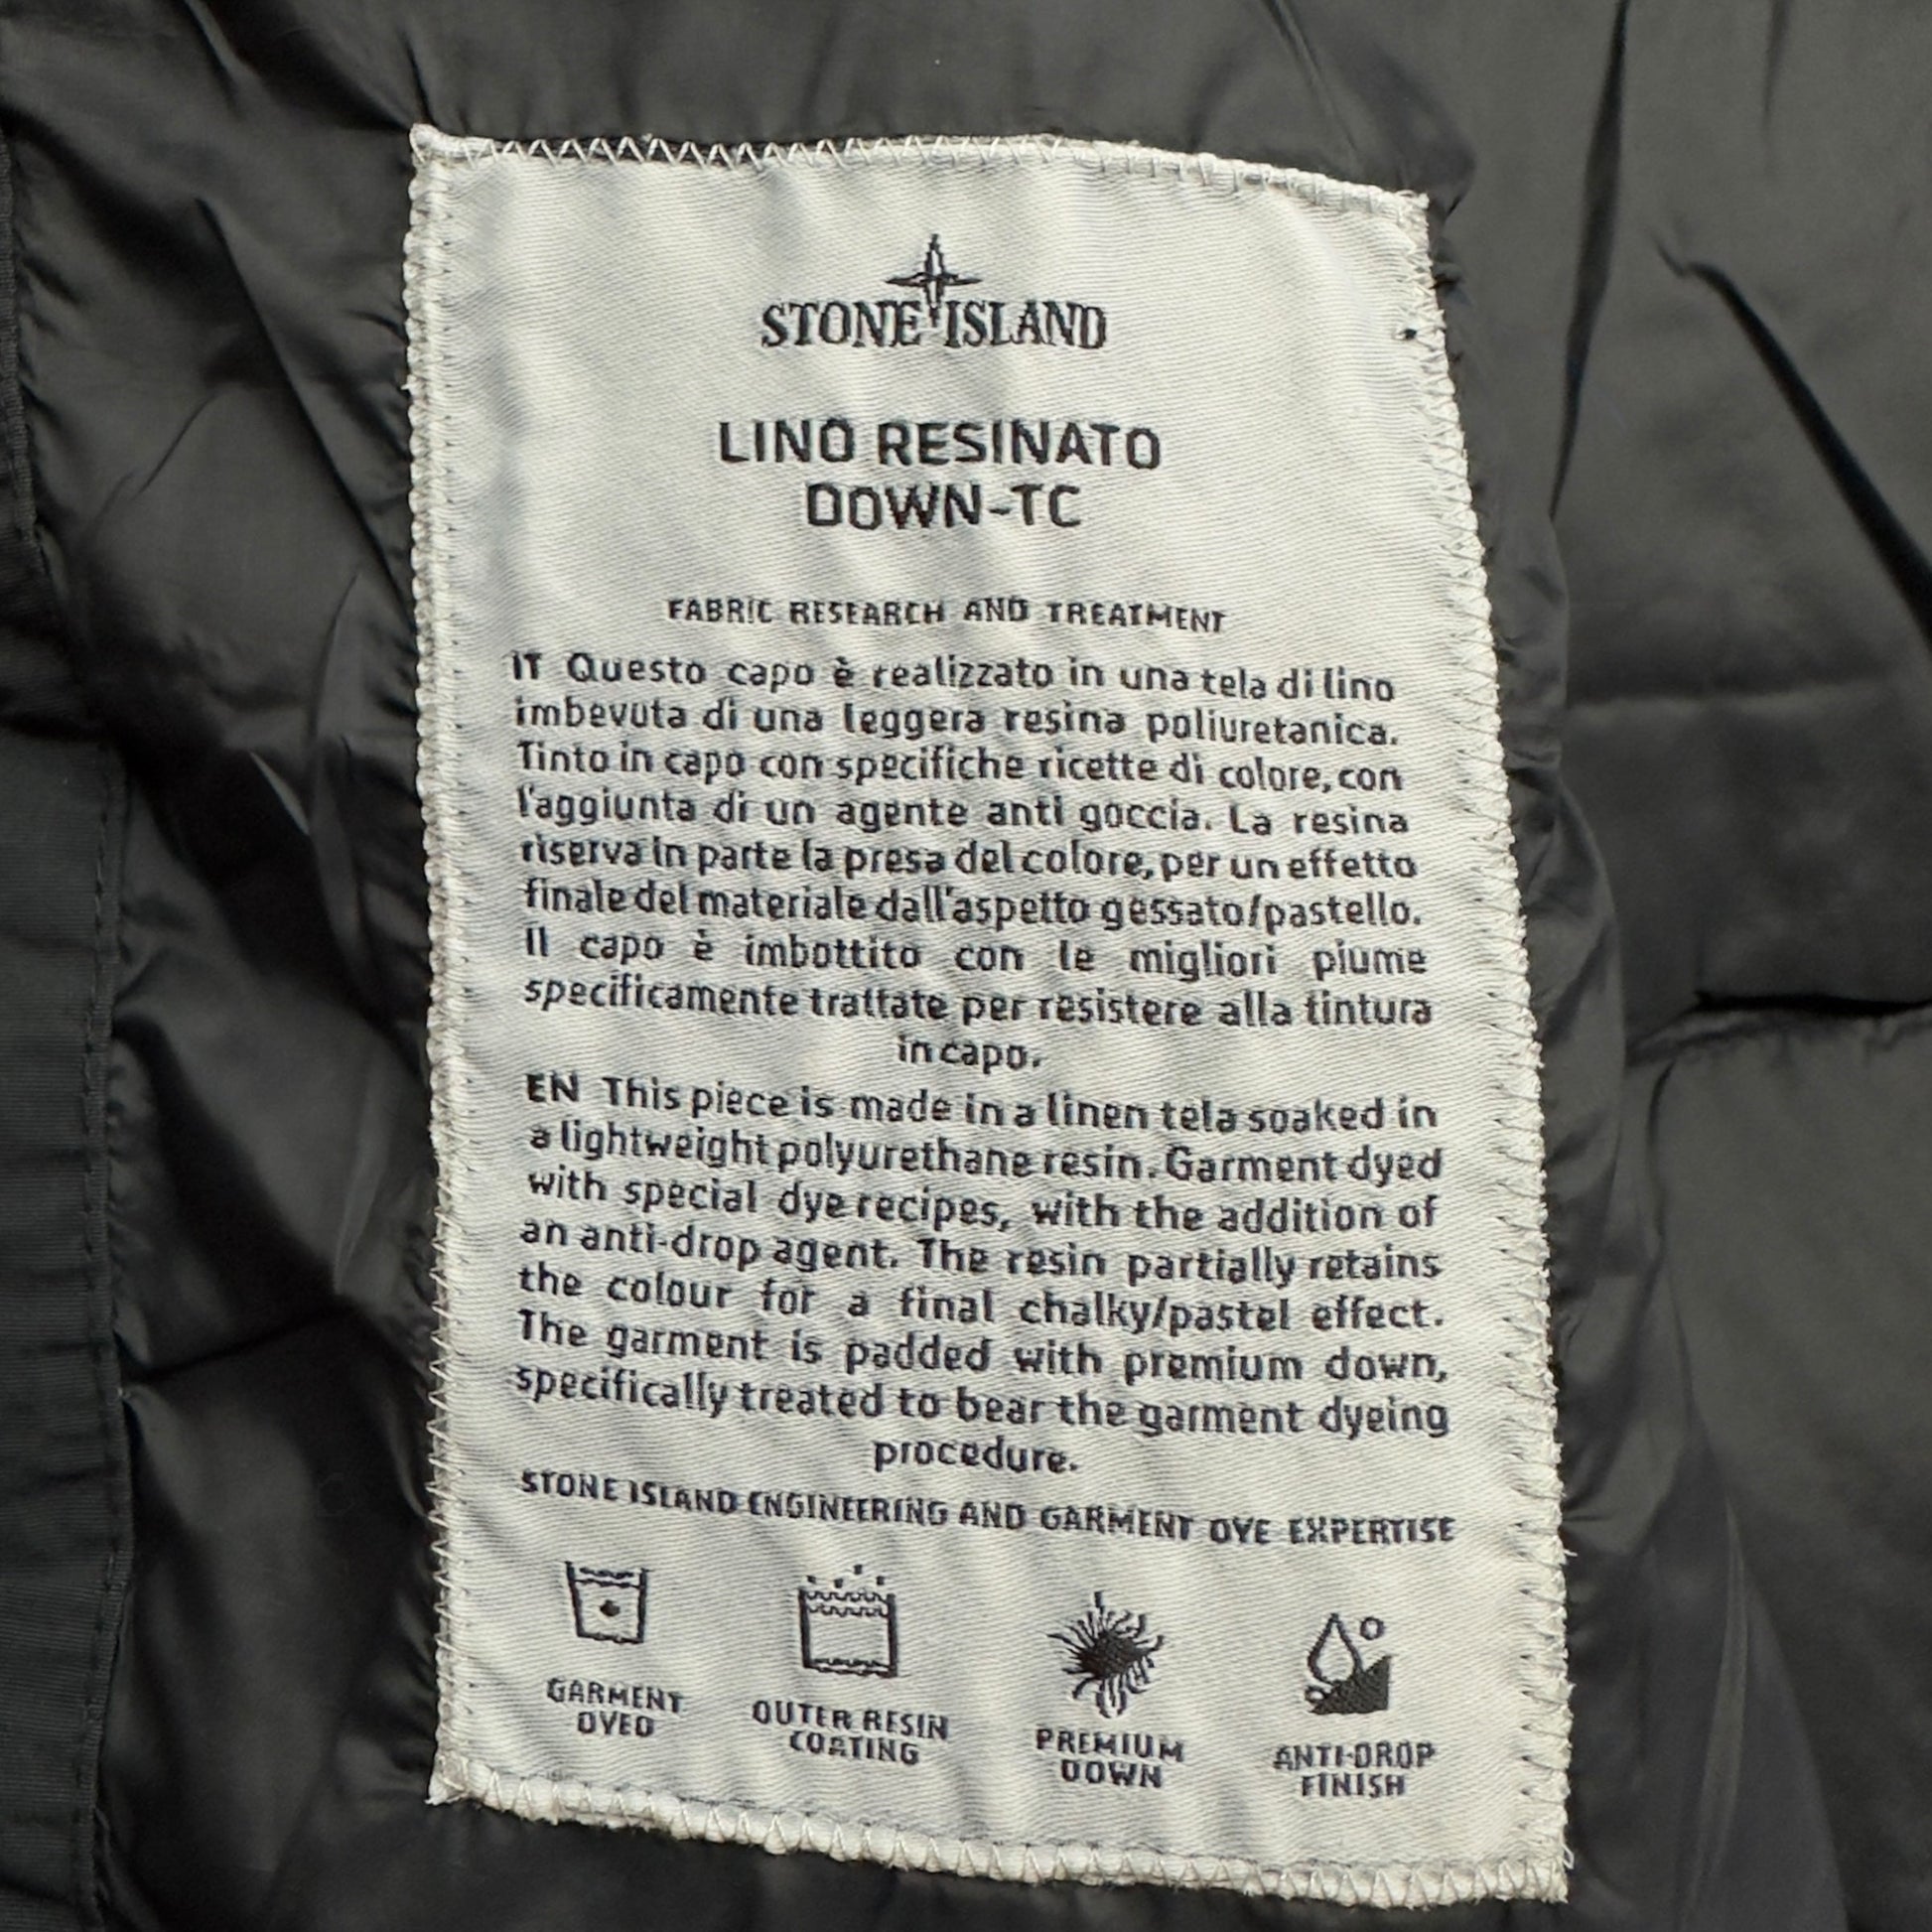 STONE ISLAND
LINO RESINATO
DOWN-TC
FABRIC RESEARCH AND TREATMENT
IT Questo capo è realizzato in una tela di lino
imbevuta di una leggera resina poliuretanica.
Tinto in capo con specifiche ricette di colore, con
l'aggiunta di un agente anti goccia. La resina
riserva in parte la presa del colore, per un effetto
finale del materiale dall'aspetto gessato/pastello.
Il capo è imbottito con le migliori piume
specificamente trattate per resistere alla tintura
in capo.
EN This piece is made in a linen tela soaked in
a lightweight polyurethane resin. Garment dyed
with special dye recipes, with the addition of
an anti-drop agent. The resin partially retains
the colour for a final chalky/pastel effect.
The garment is padded with premium down,
specifically treated to bear the garment dyeing
procedure.
STONE ISLAND ENGINEERING AND GARMENT DYE EXPERTISE
GARMENT
DYED
OUTER RESIN
COATING
PREMIUM
DOWN
ANTI-DROP
FINISH